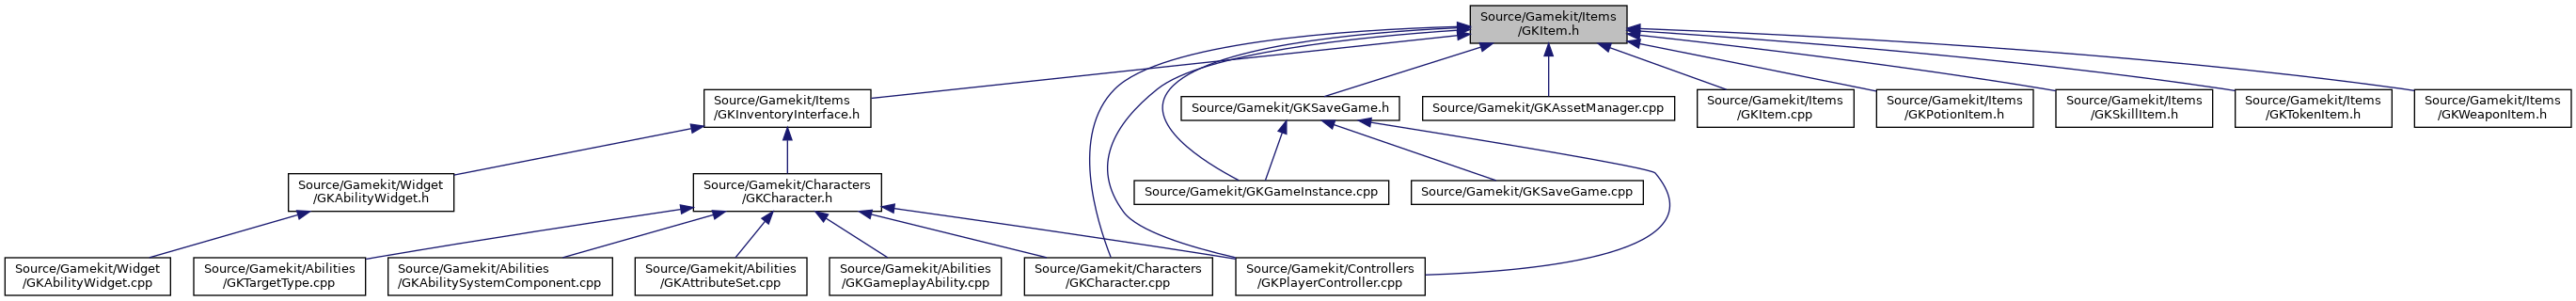 Source/Gamekit/Items
/GKItem.h
Source/Gamekit/Items
/GKInventoryInterface.h
Source/Gamekit/GKSaveGame.h
Source/Gamekit/GKAssetManager.cpp
Source/Gamekit/Items
/GKItem.cpp
Source/Gamekit/Items
/GKPotionItem.h
Source/Gamekit/Items
/GKSkillItem.h
Source/Gamekit/Items
/GKTokenItem.h
Source/Gamekit/Items
/GKWeaponItem.h
Source/Gamekit/Widget
/GKAbilityWidget.h
Source/Gamekit/Characters
/GKCharacter.h
Source/Gamekit/GKGameInstance.cpp
Source/Gamekit/GKSaveGame.cpp
Source/Gamekit/Widget
/GKAbilityWidget.cpp
Source/Gamekit/Abilities
/GKTargetType.cpp
Source/Gamekit/Abilities
/GKAbilitySystemComponent.cpp
Source/Gamekit/Abilities
/GKAttributeSet.cpp
Source/Gamekit/Abilities
/GKGameplayAbility.cpp
Source/Gamekit/Characters
/GKCharacter.cpp
Source/Gamekit/Controllers
/GKPlayerController.cpp